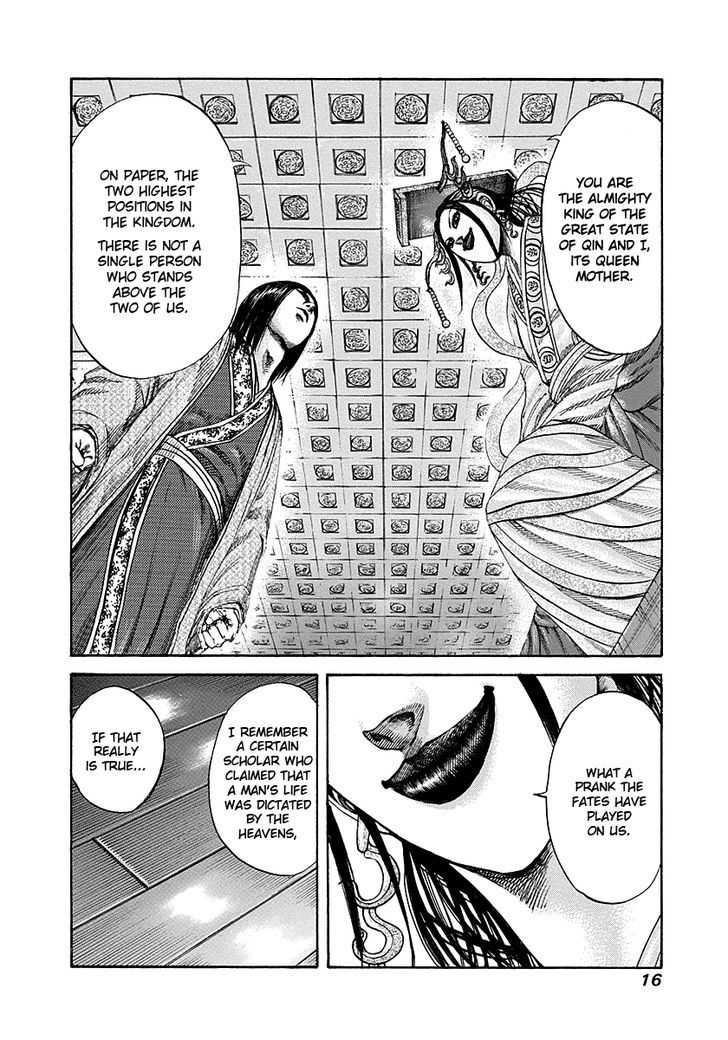 YOU ARE
THE ALMIGHTY
KING OF THE
GREAT STATE
OF QIN AND I,
ITS QUEEN
MOTHER.
ON PAPER, THE
TWO HIGHEST
POSITIONS IN
THE KINGDOM.
THERE IS NOT A
SINGLE PERSON
WHO STANDS
ABOVE THE
TWO OF US.
WHAT A
PRANK THE
FATES HAVE
PLAYED
ON US.
I REMEMBER
A CERTAIN
SCHOLAR WHO
CLAIMED THAT
A MAN'S LIFE
WAS DICTATED
BY THE
HEAVENS,
IF THAT
REALLY
IS TRUE...
16